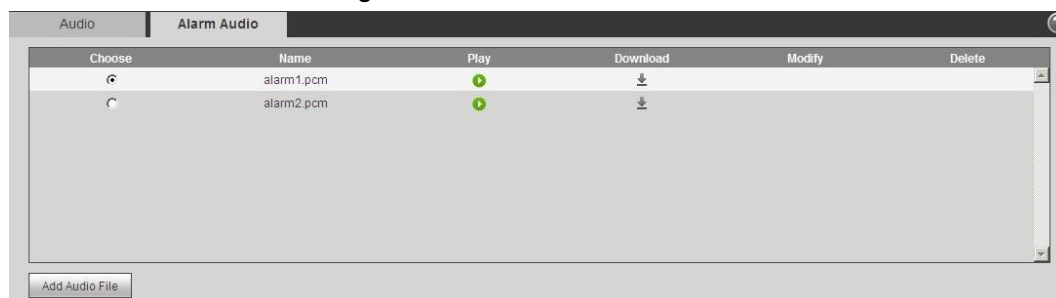 Audio Alarm Audio
Choose Name Play Download Modify Delete
alarm1.pcm
alarm2.pcm
Add Audio File